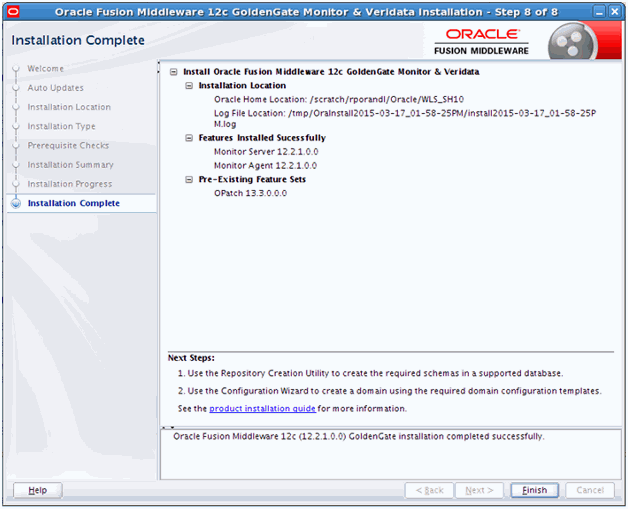 Oracle Fusion Middleware 12c GoldenGate Monitor & Veridata Installation - Step 8 of 8
Installation Complete
ORACLE
FUSION MIDDLEWARE
Welcome
Auto Updates
Installation Location
Installation Type
Prerequisite Checks
Installation Summary
Installation Progress
Installation Complete
Install Oracle Fusion Middleware 12c GoldenGate Monitor & Veridata
Installation Location
Oracle Home Location: /scratch/rporandl/Oracle/WLS_SH10
Log File Location: /tmp/OraInstall2015-03-17_01-58-25PM/install2015-03-17_01-58-25P
M.log
Features Installed Sucessfully
Monitor Server 12.2.1.0.0
Monitor Agent 12.2.1.0.0
Pre-Existing Feature Sets
OPatch 13.3.0.0.0
Next Steps:
1. Use the Repository Creation Utility to create the required schemas in a supported database.
2. Use the Configuration Wizard to create a domain using the required domain configuration templates.
See the product installation guide for more information.
Oracle Fusion Middleware 12c (12.2.1.0.0) GoldenGate installation completed successfully.
Help
< Back
Next >
Finish
Cancel